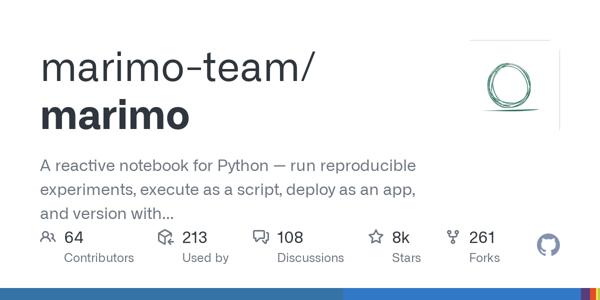 marimo-team/
marimo
A reactive notebook for Python — run reproducible
experiments, execute as a script, deploy as an app,
and version with...
64 213 108 8k 261
Contributors Used by Discussions Stars Forks